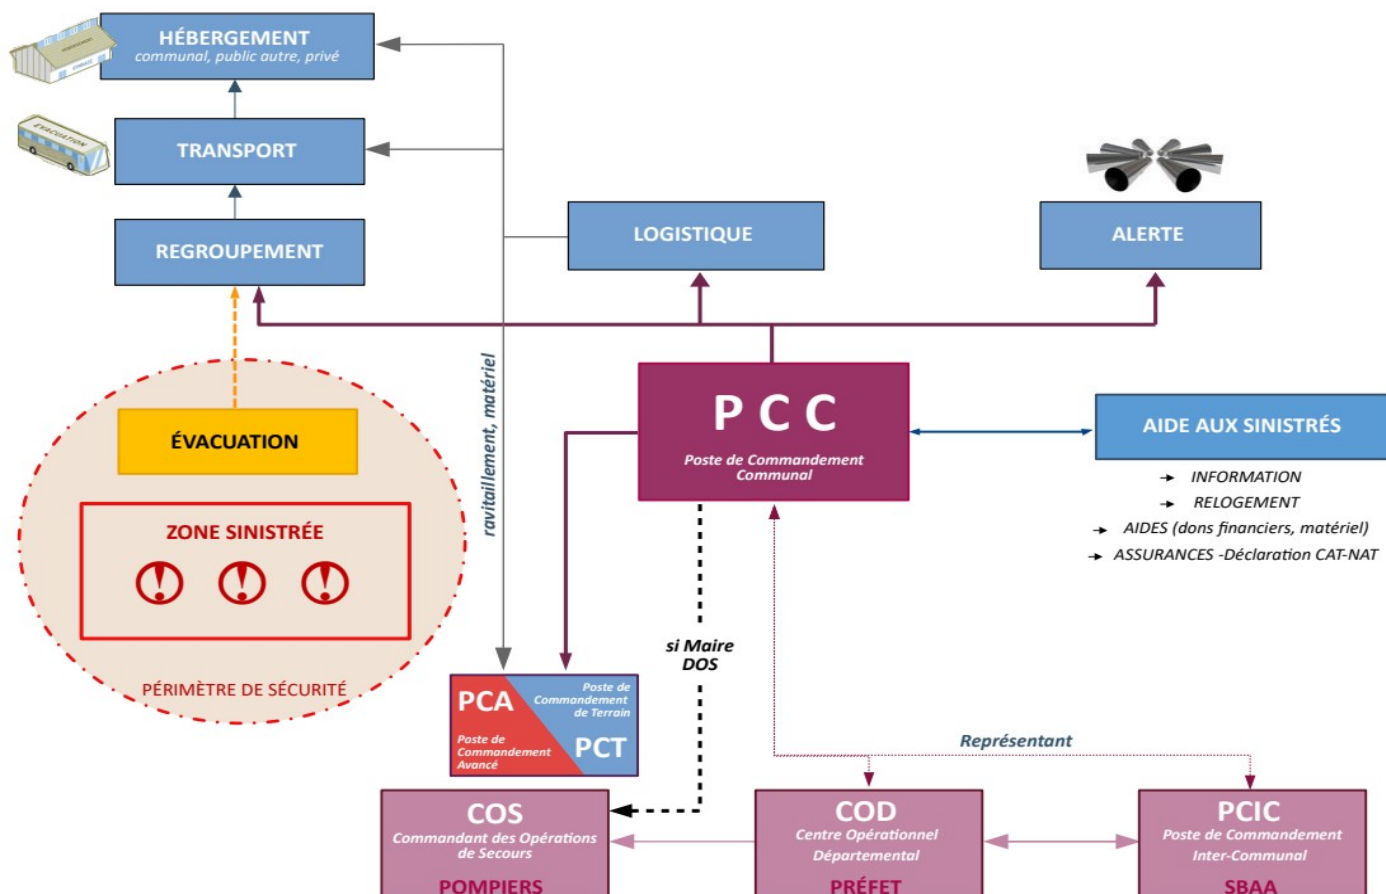 HÉBERGEMENT
communal, public autre, privé
HÉBERGEMENT
EVACUATION
TRANSPORT
REGROUPEMENT
LOGISTIQUE
ALERTE
ravitaillement, matériel
P C C
Poste de Commandement
Communal
AIDE AUX SINISTRÉS
INFORMATION
RELOGEMENT
AIDES (dons financiers, matériel)
ASSURANCES -Déclaration CAT-NAT
ÉVACUATION
ZONE SINISTRÉE
PÉRIMÈTRE DE SÉCURITÉ
si Maire
DOS
PCA
Poste de
Commandement
Avancé
Poste de
Commandement
de Terrain
PCT
Représentant
COS
Commandant des Opérations
de Secours
POMPIERS
COD
Centre Opérationnel
Départemental
PRÉFET
PCIC
Poste de Commandement
Inter-Communal
SBAA